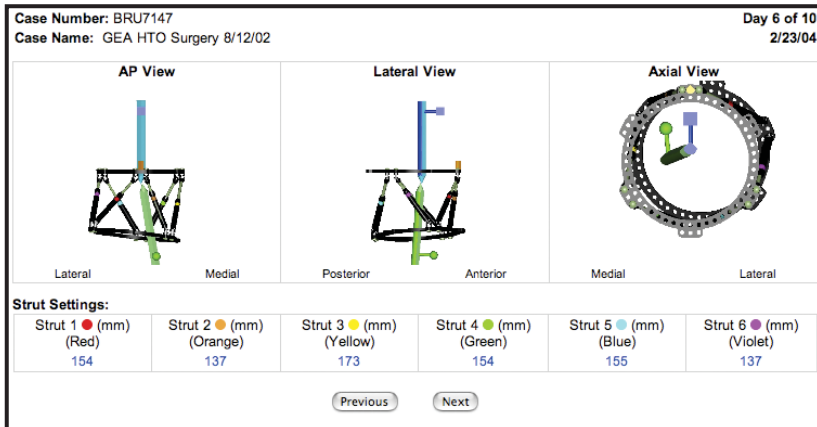 Case Number: BRU7147 Day 6 of 10
Case Name: GEA HTO Surgery 8/12/02 2/23/04
AP View Lateral View Axial View
Lateral Medial Posterior Anterior Medial Lateral
Strut Settings:
Strut 1 (mm) Strut 2 (mm) Strut 3 (mm) Strut 4 (mm) Strut 5 (mm) Strut 6 (mm)
(Red) (Orange) (Yellow) (Green) (Blue) (Violet)
154 137 173 154 155 137
Previous Next